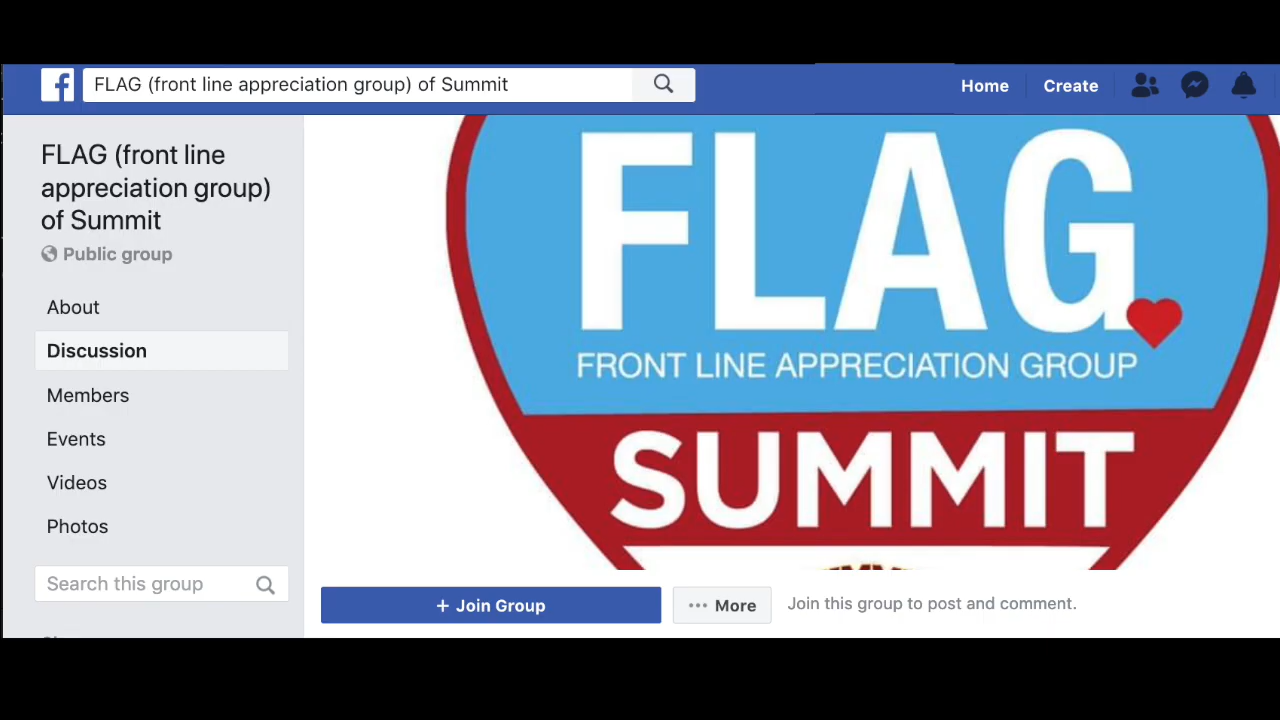 FLAG (front line appreciation group) of Summit
Home
Create
FLAG (front line
appreciation group)
of Summit
Public group
About
Discussion
Members
Events
Videos
Photos
Search this group
FLAG
FRONT LINE APPRECIATION GROUP
SUMMIT
+ Join Group
••• More
Join this group to post and comment.